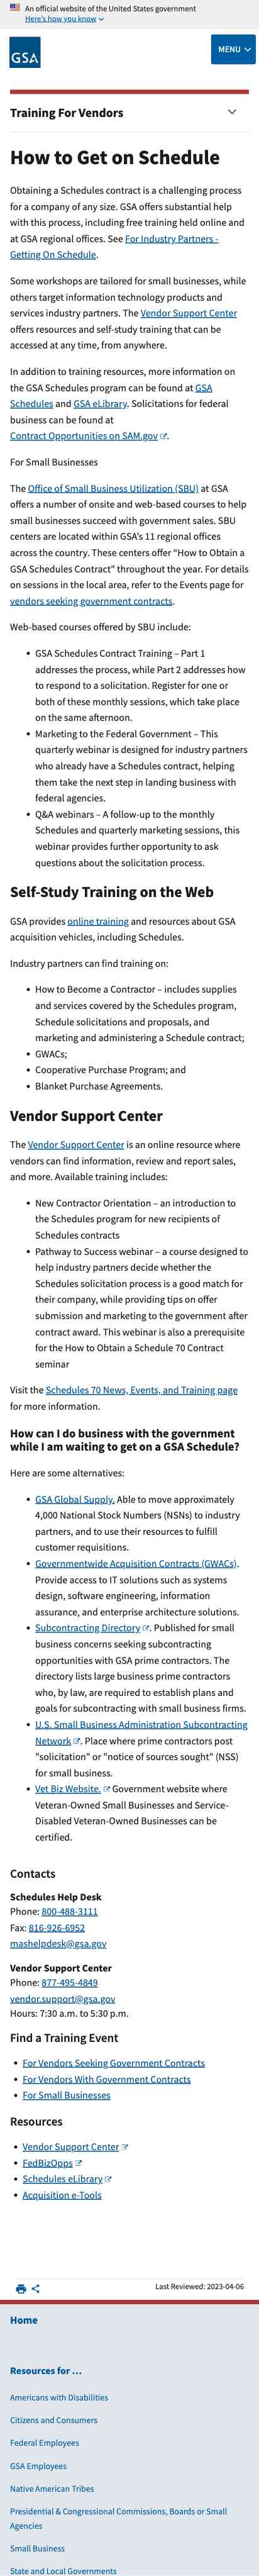 An official website of the United States government
Here's how you know
GSA
MENU
Training For Vendors
How to Get on Schedule
Obtaining a Schedules contract is a challenging process
for a company of any size. GSA offers substantial help
with this process, including free training held online and
at GSA regional offices. See For Industry Partners -
Getting On Schedule.
Some workshops are tailored for small businesses, while
others target information technology products and
services industry partners. The Vendor Support Center
offers resources and self-study training that can be
accessed at any time, from anywhere.
In addition to training resources, more information on
the GSA Schedules program can be found at GSA
Schedules and GSA eLibrary. Solicitations for federal
business can be found at
Contract Opportunities on SAM.gov.
For Small Businesses
The Office of Small Business Utilization (SBU) at GSA
offers a number of onsite and web-based courses to help
small businesses succeed with government sales. SBU
centers are located within GSA's 11 regional offices
across the country. These centers offer “How to Obtain a
GSA Schedules Contract” throughout the year. For details
on sessions in the local area, refer to the Events page for
vendors seeking government contracts.
Web-based courses offered by SBU include:
• GSA Schedules Contract Training – Part 1
addresses the process, while Part 2 addresses how
to respond to a solicitation. Register for one or
both of these monthly sessions, which take place
on the same afternoon.
• Marketing to the Federal Government – This
quarterly webinar is designed for industry partners
who already have a Schedules contract, helping
them take the next step in landing business with
federal agencies.
• Q&A webinars – A follow-up to the monthly
Schedules and quarterly marketing sessions, this
webinar provides further opportunity to ask
questions about the solicitation process.
Self-Study Training on the Web
GSA provides online training and resources about GSA
acquisition vehicles, including Schedules.
Industry partners can find training on:
• How to Become a Contractor – includes supplies
and services covered by the Schedules program,
Schedule solicitations and proposals, and
marketing and administering a Schedule contract;
• GWACs;
• Cooperative Purchase Program; and
• Blanket Purchase Agreements.
Vendor Support Center
The Vendor Support Center is an online resource where
vendors can find information, review and report sales,
and more. Available training includes:
• New Contractor Orientation – an introduction to
the Schedules program for new recipients of
Schedules contracts
• Pathway to Success webinar – a course designed to
help industry partners decide whether the
Schedules solicitation process is a good match for
their company, while providing tips on offer
submission and marketing to the government after
contract award. This webinar is also a prerequisite
for the How to Obtain a Schedule 70 Contract
seminar
Visit the Schedules 70 News, Events, and Training page
for more information.
How can I do business with the government
while I am waiting to get on a GSA Schedule?
Here are some alternatives:
• GSA Global Supply. Able to move approximately
4,000 National Stock Numbers (NSNs) to industry
partners, and to use their resources to fulfill
customer requisitions.
• Governmentwide Acquisition Contracts (GWACs).
Provide access to IT solutions such as systems
design, software engineering, information
assurance, and enterprise architecture solutions.
• Subcontracting Directory. Published for small
business concerns seeking subcontracting
opportunities with GSA prime contractors. The
directory lists large business prime contractors
who, by law, are required to establish plans and
goals for subcontracting with small business firms.
• U.S. Small Business Administration Subcontracting
Network. Place where prime contractors post
"solicitation" or "notice of sources sought" (NSS)
for small business.
• Vet Biz Website. Government website where
Veteran-Owned Small Businesses and Service-
Disabled Veteran-Owned Businesses can be
certified.
Contacts
Schedules Help Desk
Phone: 800-488-3111
Fax: 816-926-6952
mashelpdesk@gsa.gov
Vendor Support Center
Phone: 877-495-4849
vendor.support@gsa.gov
Hours: 7:30 a.m. to 5:30 p.m.
Find a Training Event
• For Vendors Seeking Government Contracts
• For Vendors With Government Contracts
• For Small Businesses
Resources
• Vendor Support Center
• FedBizOpps
• Schedules eLibrary
• Acquisition e-Tools
Last Reviewed: 2023-04-06
Home
Resources for …
Americans with Disabilities
Citizens and Consumers
Federal Employees
GSA Employees
Native American Tribes
Presidential & Congressional Commissions, Boards or Small
Agencies
Small Business
State and Local Governments